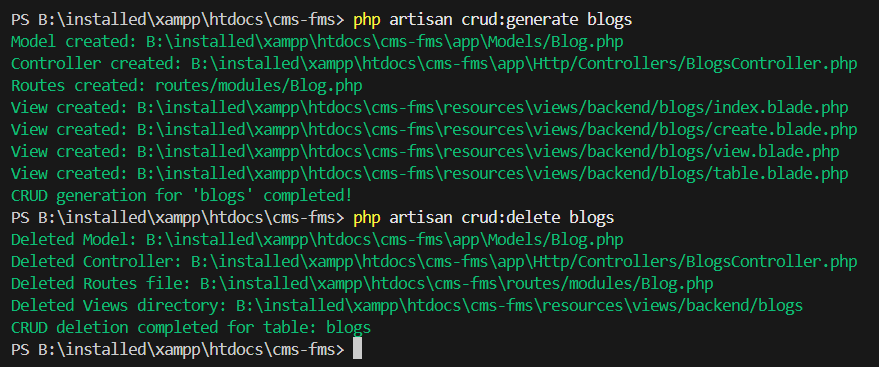 PS B:\installed\xampp\htdocs\cms-fms> php artisan crud:generate blogs
Model created: B:\installed\xampp\htdocs\cms-fms\app\Models/Blog.php
Controller created: B:\installed\xampp\htdocs\cms-fms\app\Http/Controllers/BlogsController.php
Routes created: routes/modules/Blog.php
View created: B:\installed\xampp\htdocs\cms-fms\resources\views/backend/blogs/index.blade.php
View created: B:\installed\xampp\htdocs\cms-fms\resources\views/backend/blogs/create.blade.php
View created: B:\installed\xampp\htdocs\cms-fms\resources\views/backend/blogs/view.blade.php
View created: B:\installed\xampp\htdocs\cms-fms\resources\views/backend/blogs/table.blade.php
CRUD generation for 'blogs' completed!
PS B:\installed\xampp\htdocs\cms-fms> php artisan crud:delete blogs
Deleted Model: B:\installed\xampp\htdocs\cms-fms\app\Models/Blog.php
Deleted Controller: B:\installed\xampp\htdocs\cms-fms\app\Http/Controllers/BlogsController.php
Deleted Routes file: B:\installed\xampp\htdocs\cms-fms\routes/modules/Blog.php
Deleted Views directory: B:\installed\xampp\htdocs\cms-fms\resources\views/backend/blogs
CRUD deletion completed for table: blogs
PS B:\installed\xampp\htdocs\cms-fms>